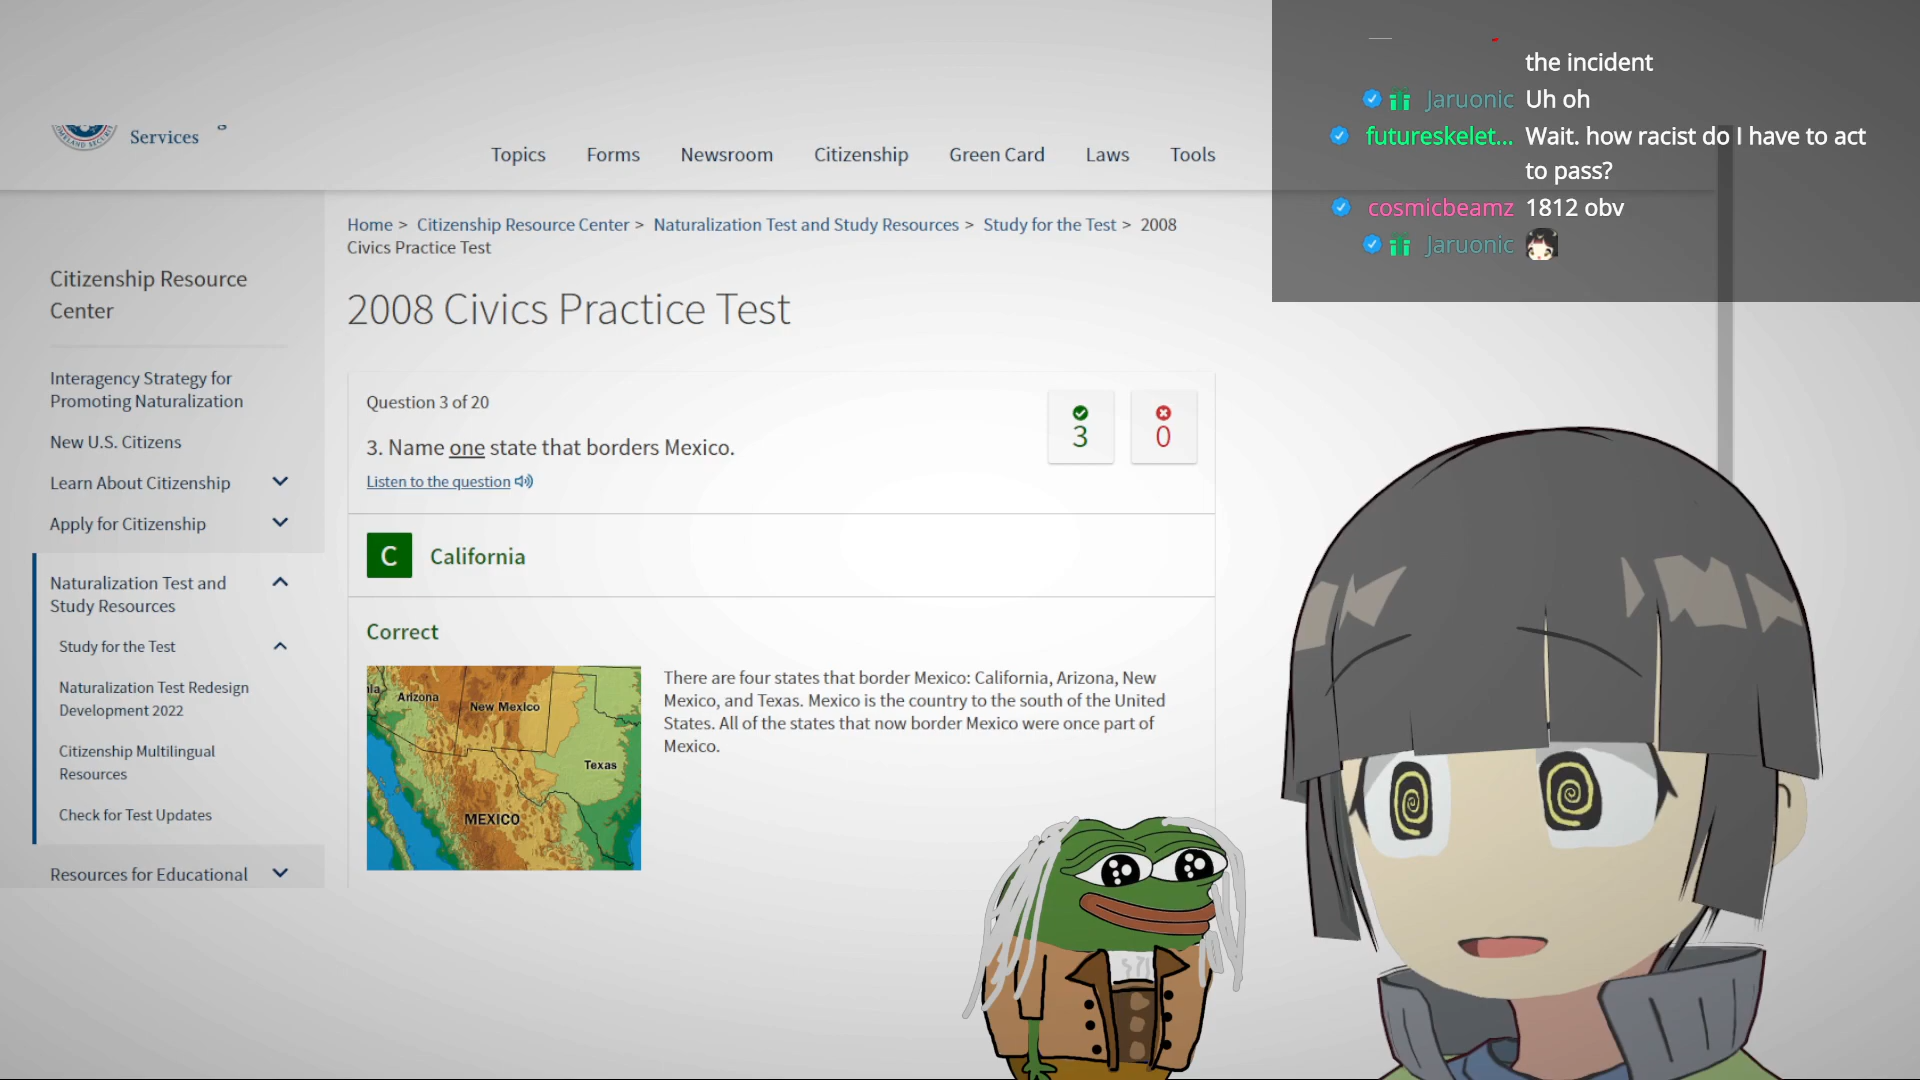 Services
Topics
Forms
Newsroom
Citizenship
Green Card
Laws
Tools
Home > Citizenship Resource Center > Naturalization Test and Study Resources > Study for the Test > 2008
Civics Practice Test
Citizenship Resource
Center
Interagency Strategy for
Promoting Naturalization
New U.S. Citizens
Learn About Citizenship
Apply for Citizenship
Naturalization Test and
Study Resources
Study for the Test
Naturalization Test Redesign
Development 2022
Citizenship Multilingual
Resources
Check for Test Updates
Resources for Educational
2008 Civics Practice Test
Question 3 of 20
3
0
3. Name one state that borders Mexico.
Listen to the question
C California
Correct
Arizona
New Mexico
Texas
MEXICO
There are four states that border Mexico: California, Arizona, New
Mexico, and Texas. Mexico is the country to the south of the United
States. All of the states that now border Mexico were once part of
Mexico.
the incident
Jaruonic Uh oh
futureskelet... Wait. how racist do I have to act
to pass?
cosmicbeamz 1812 obv
Jaruonic